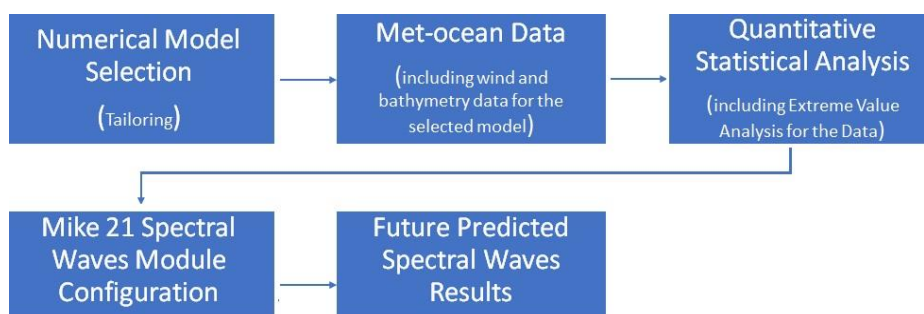 Numerical Model
Selection
(Tailoring)
Met-ocean Data
(including wind and
bathymetry data for the
selected model)
Quantitative
Statistical Analysis
(including Extreme Value
Analysis for the Data)
Mike 21 Spectral
Waves Module
Configuration
Future Predicted
Spectral Waves
Results